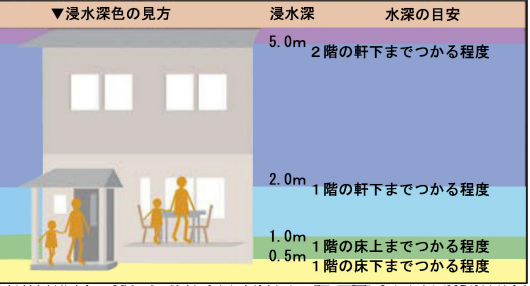 ▼浸水深色の見方 浸水深 水深の目安
5.0m
2階の軒下までつかる程度
2.0m
1階の軒下までつかる程度
1.0m
1階の床上までつかる程度
0.5m
1階の床下までつかる程度